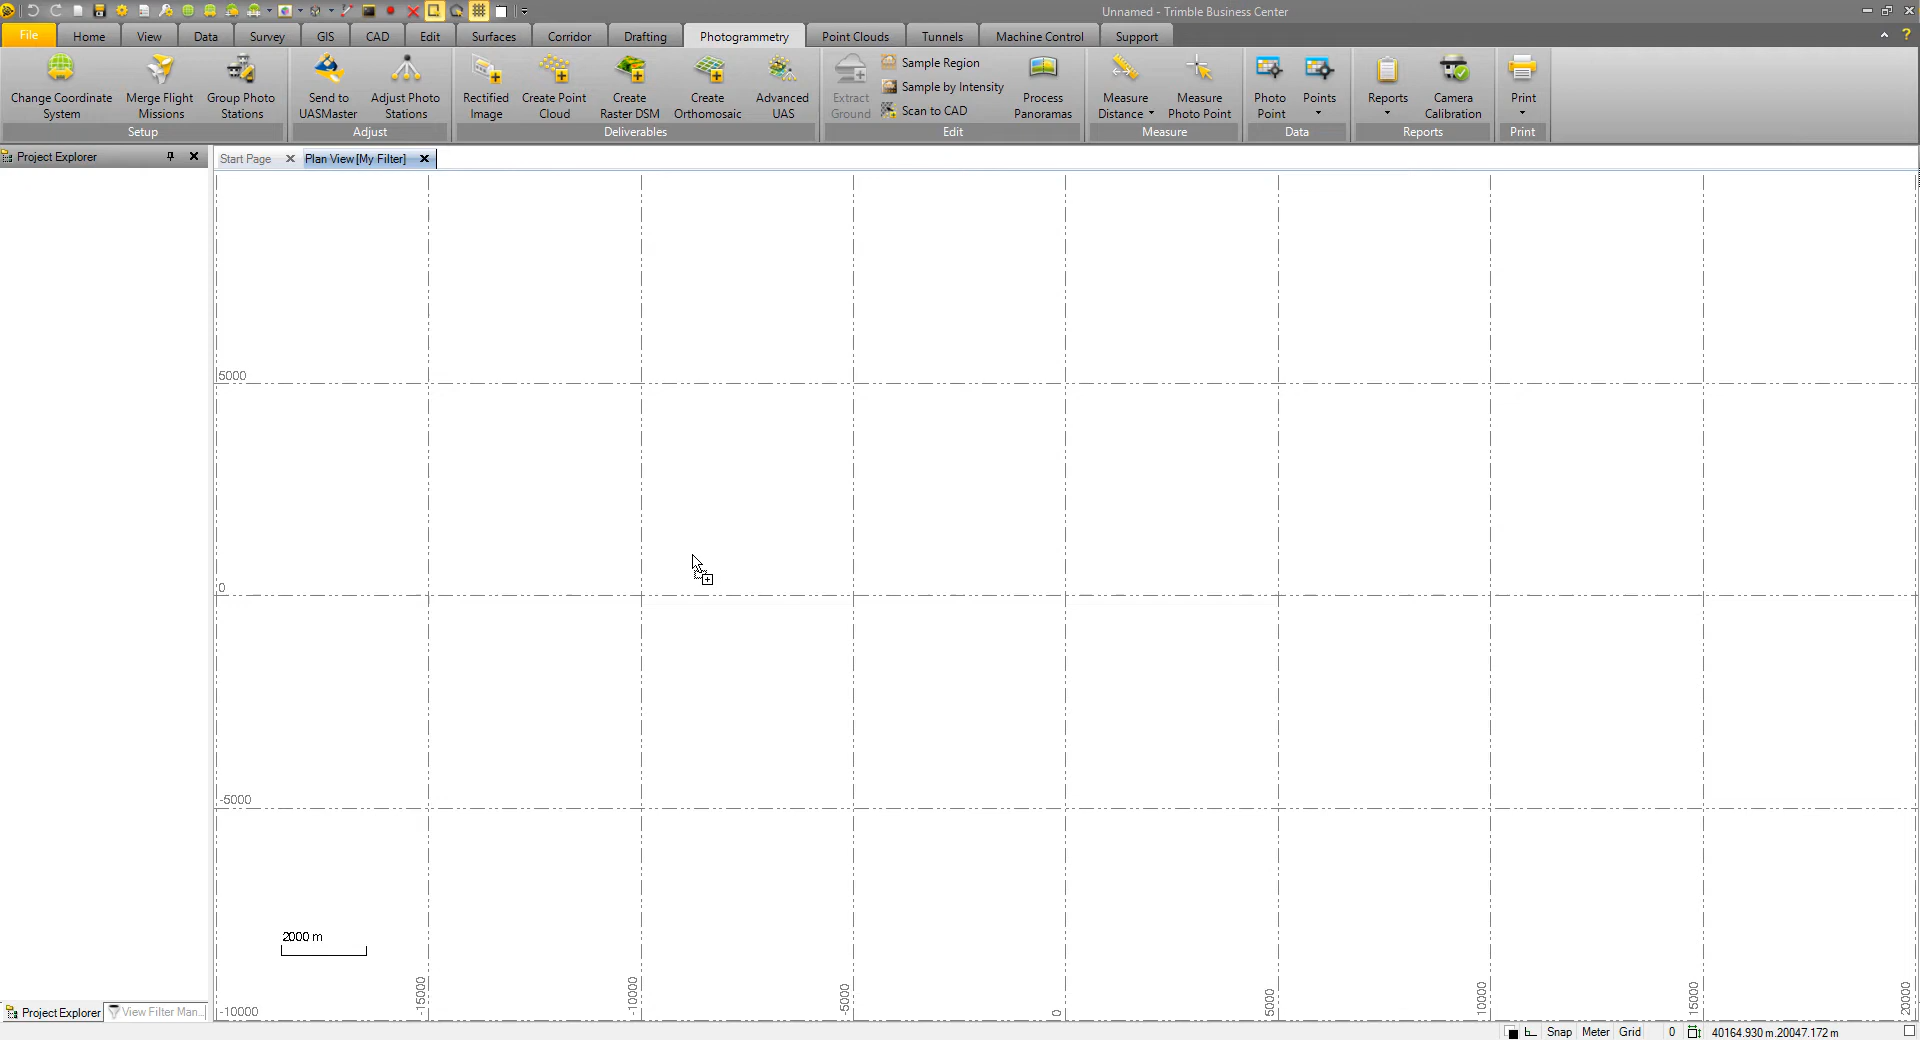 Unnamed - Trimble Business Center
File Home View Data Survey GIS CAD Edit Surfaces Corridor Drafting Photogrammetry Point Clouds Tunnels Machine Control Support
Change Coordinate System
Merge Flight Missions
Group Photo Stations
Setup
Send to UASMaster
Adjust Photo Stations
Adjust
Rectified Image
Create Point Cloud
Create Raster DSM
Create Orthomosaic
Advanced UAS
Deliverables
Extract Ground
Sample Region
Sample by Intensity
Scan to CAD
Process Panoramas
Edit
Measure Distance
Measure Photo Point
Measure
Photo Point
Points
Data
Reports
Camera Calibration
Reports
Print
Print
Project Explorer
Start Page
Plan View [My Filter]
5000
0
-5000
2000 m
-10000
-15000
-10000
-5000
0
5000
10000
15000
20000
Project Explorer
View Filter Man...
Snap Meter Grid 0 40164.930 m.20047.172 m